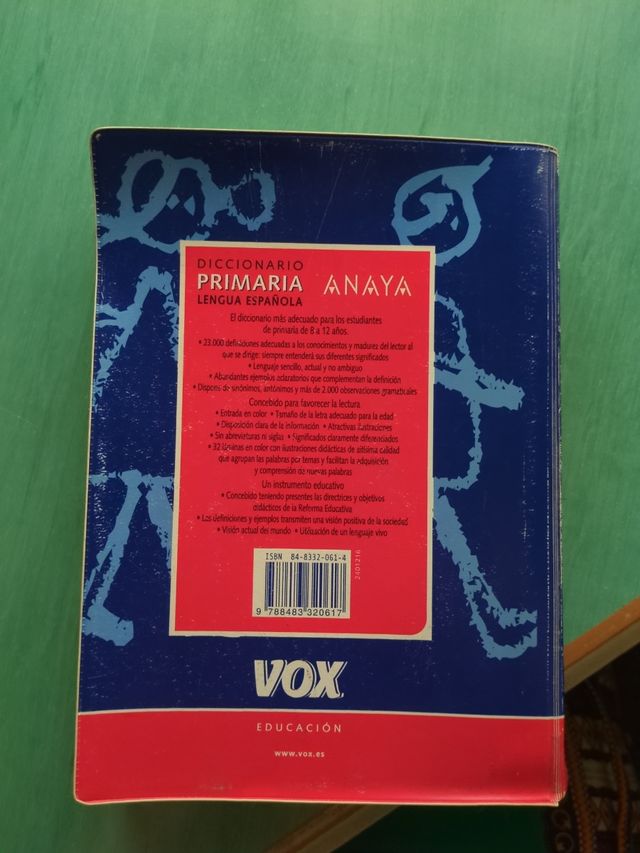 DICCIONARIO
PRIMARIA
LENGUA ESPAÑOLA
ANAYA
El diccionario más adecuado para los estudiantes
de primaria de 8 a 12 años.
• 23.000 definiciones adecuadas a los conocimientos y madurez del lector al
que se dirige: siempre entenderá sus diferentes significados
• Lenguaje sencillo, actual y no ambiguo
• Abundantes ejemplos aclaratorios que complementan la definición
• Dispone de sinónimos, antónimos y más de 2.000 observaciones gramaticales
Concebido para favorecer la lectura
• Entrada en color • Tamaño de la letra adecuado para la edad
• Disposición clara de la información • Atractivas ilustraciones
• Sin abreviaturas ni siglas • Significados claramente diferenciados
• 32 láminas en color con ilustraciones didácticas de altísima calidad
que agrupan las palabras por temas y facilitan la adquisición
y comprensión de nuevas palabras
Un instrumento educativo
• Concebido teniendo presentes las directrices y objetivos
didácticos de la Reforma Educativa
• Las definiciones y ejemplos transmiten una visión positiva de la sociedad
• Visión actual del mundo • Utilización de un lenguaje vivo
ISBN 84-8332-061-4
9 788483 320617
2401216
VOX
EDUCACIÓN
www.vox.es